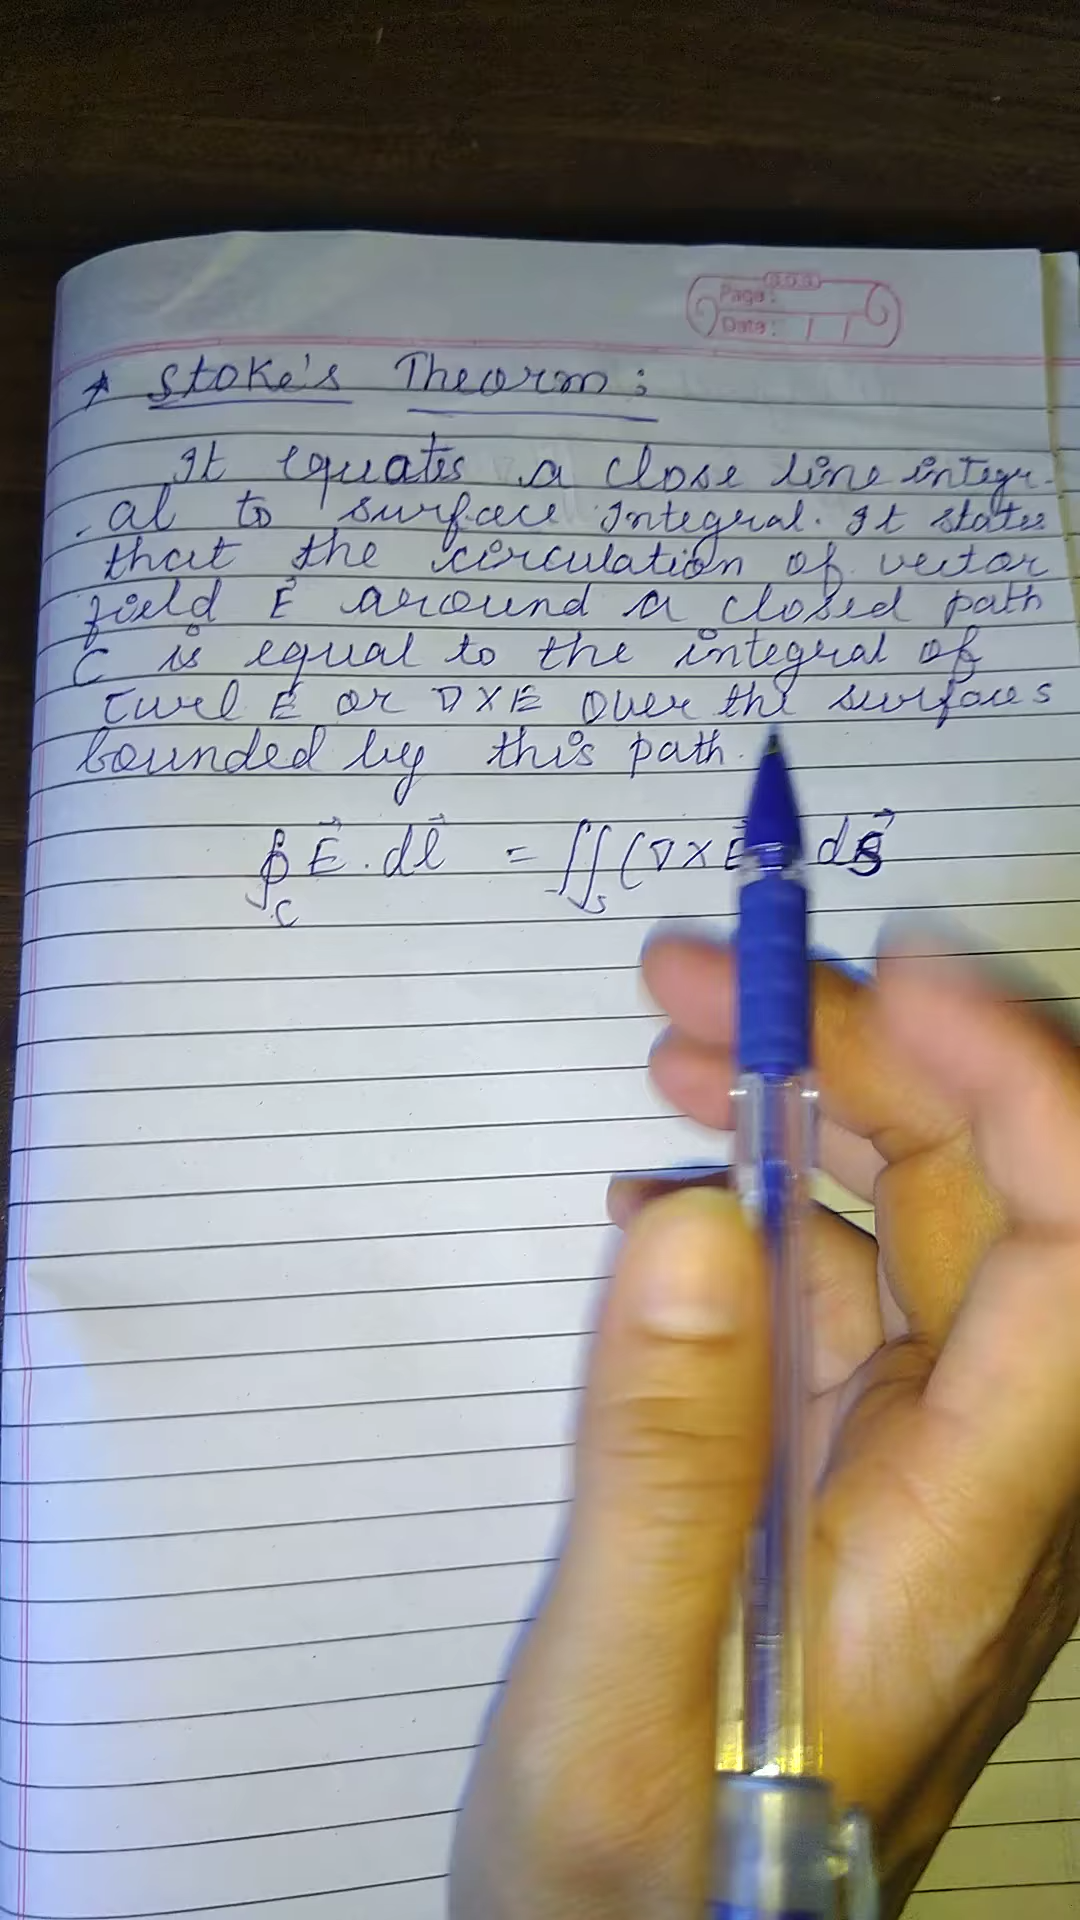 Page:
Date: / /
* Stoke's Theorm:
It equates a close line integr-
al to surface Integral. It states
that the circulation of vector
field E⃗ around a closed path
C is equal to the integral of
Curl E⃗ or ∇×E over the surfaces
bounded by this path.
∮_C E⃗ . dl⃗ = ∬_S (∇×E⃗ dS⃗